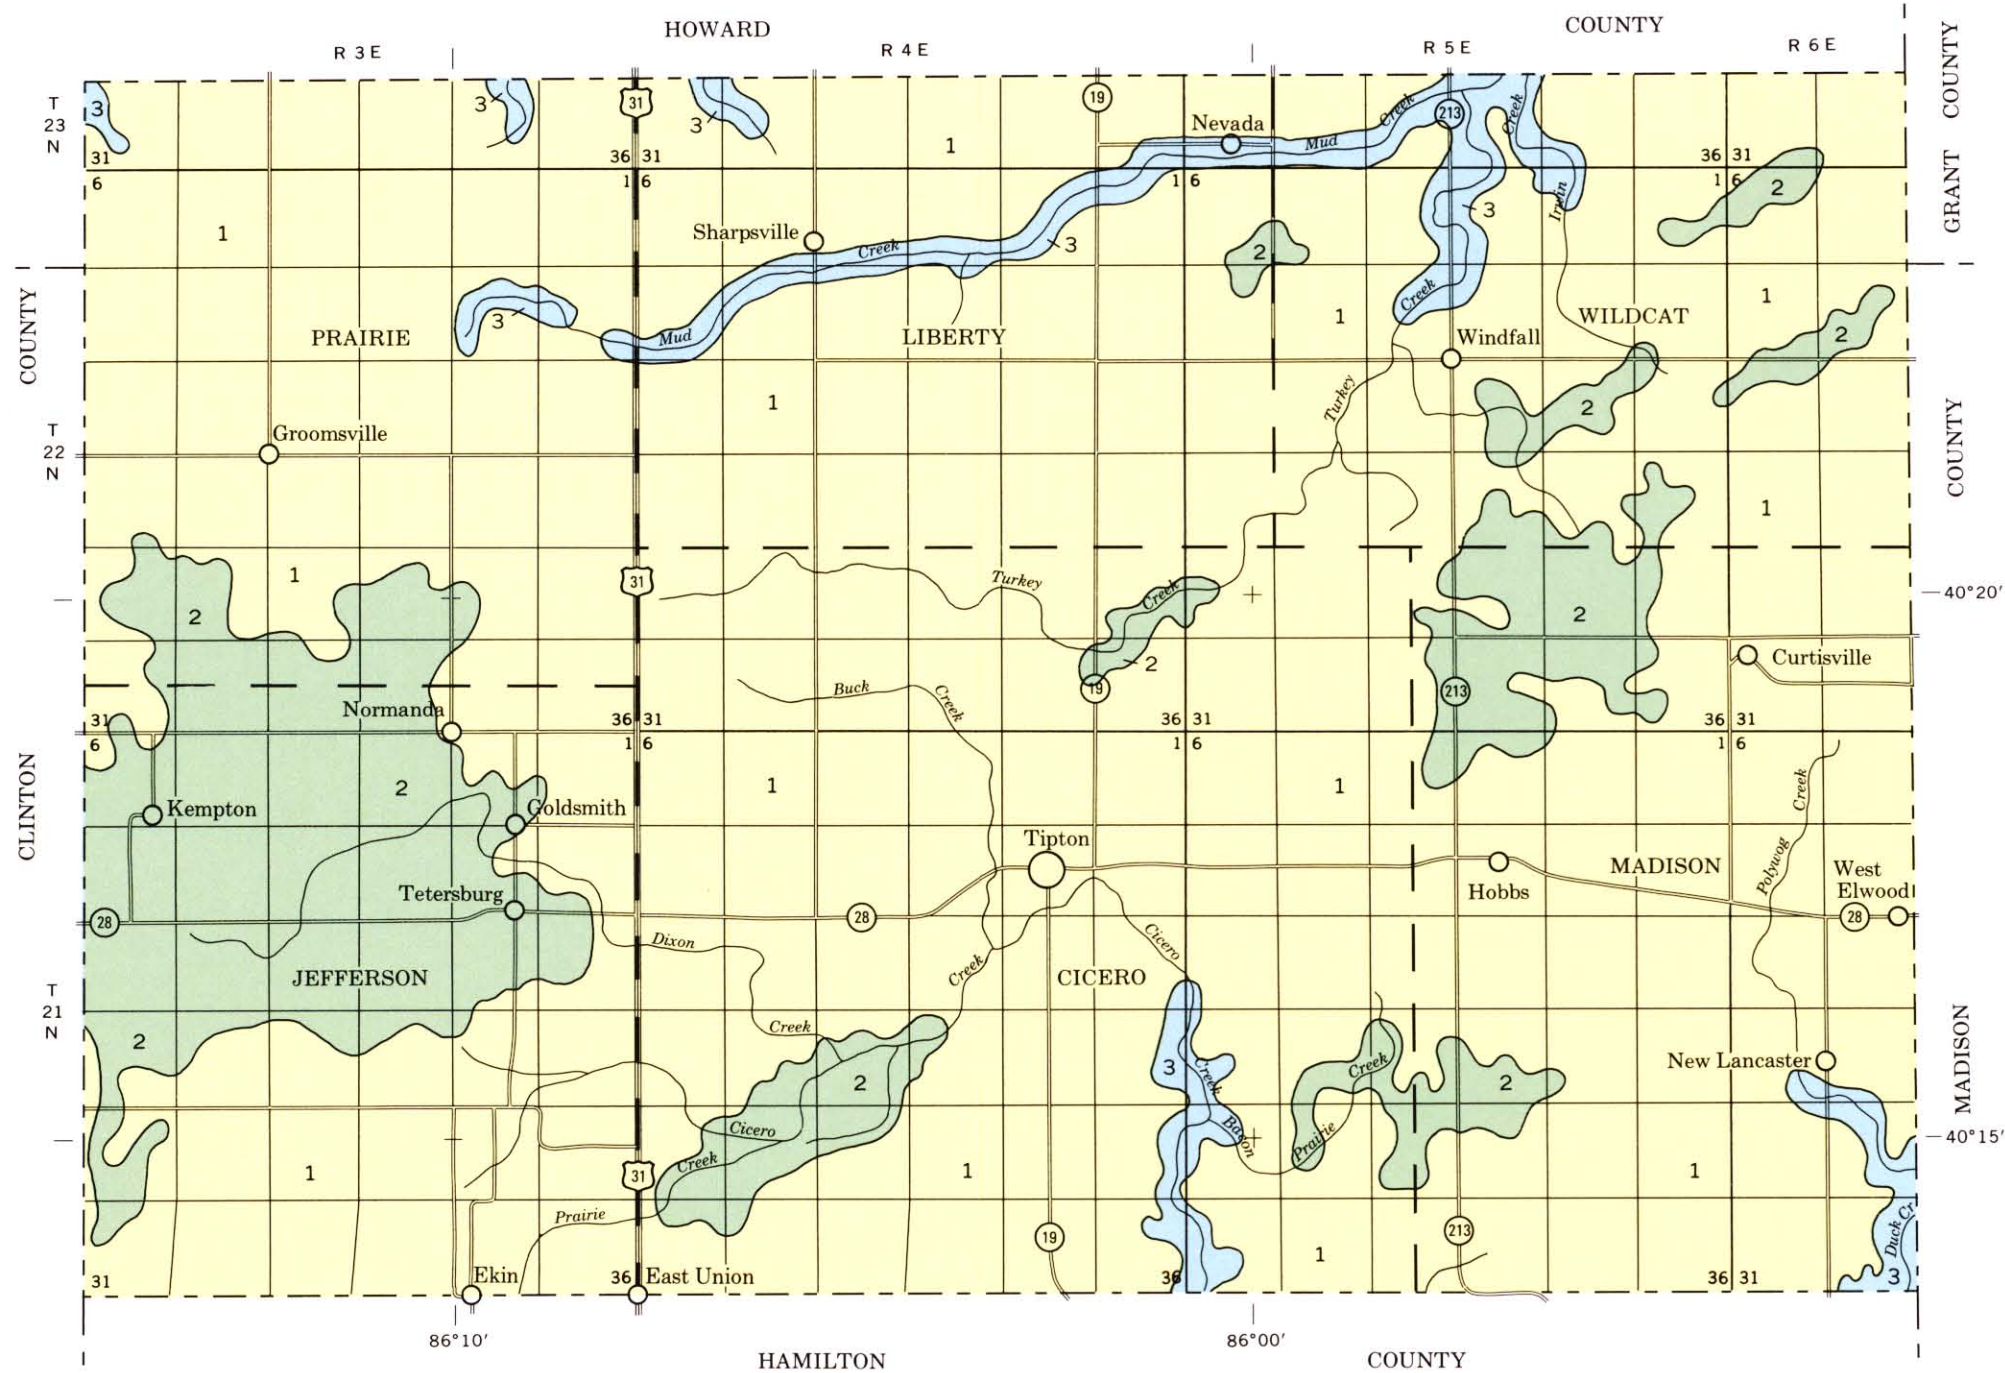 HOWARD COUNTY
R 3 E R 4 E R 5 E R 6 E
T
23
N
3 3 31 3 19 213
Creek Creek
Nevada
Mud
1
31 36 31 36 31
6 1 6 1 6 1 6
2
1
Sharpsville
Creek
3
3
Irwin
2
GRANT COUNTY
COUNTY
3
Mud
Creek
1
1
PRAIRIE
LIBERTY
WILDCAT
Windfall
2
1
Turkey
2
T
22
N
Groomsville
COUNTY
1
1
2
31
Turkey
Creek
2
40°20'
2
19
Curtisville
Buck
Creek
213
Normanda
31 36 31 36 31 36 31
6 1 6 1 6 1 6
2
1
1
Creek
CLINTON
Kempton
Goldsmith
Tipton
MADISON
Polywog
West
Elwood
Hobbs
Tetersburg
28 28 28
Dixon
Cicero
Creek
JEFFERSON
CICERO
T
21
N
2
Creek
2
3
Creek
Creek
2
New Lancaster
MADISON
Cicero
Bacon
Prairie
40°15'
1
Creek
31
1
1
Prairie
19
213
Duck Cr
1
31
Ekin
36
East Union
36
36 31
3
86°10' 86°00'
HAMILTON COUNTY